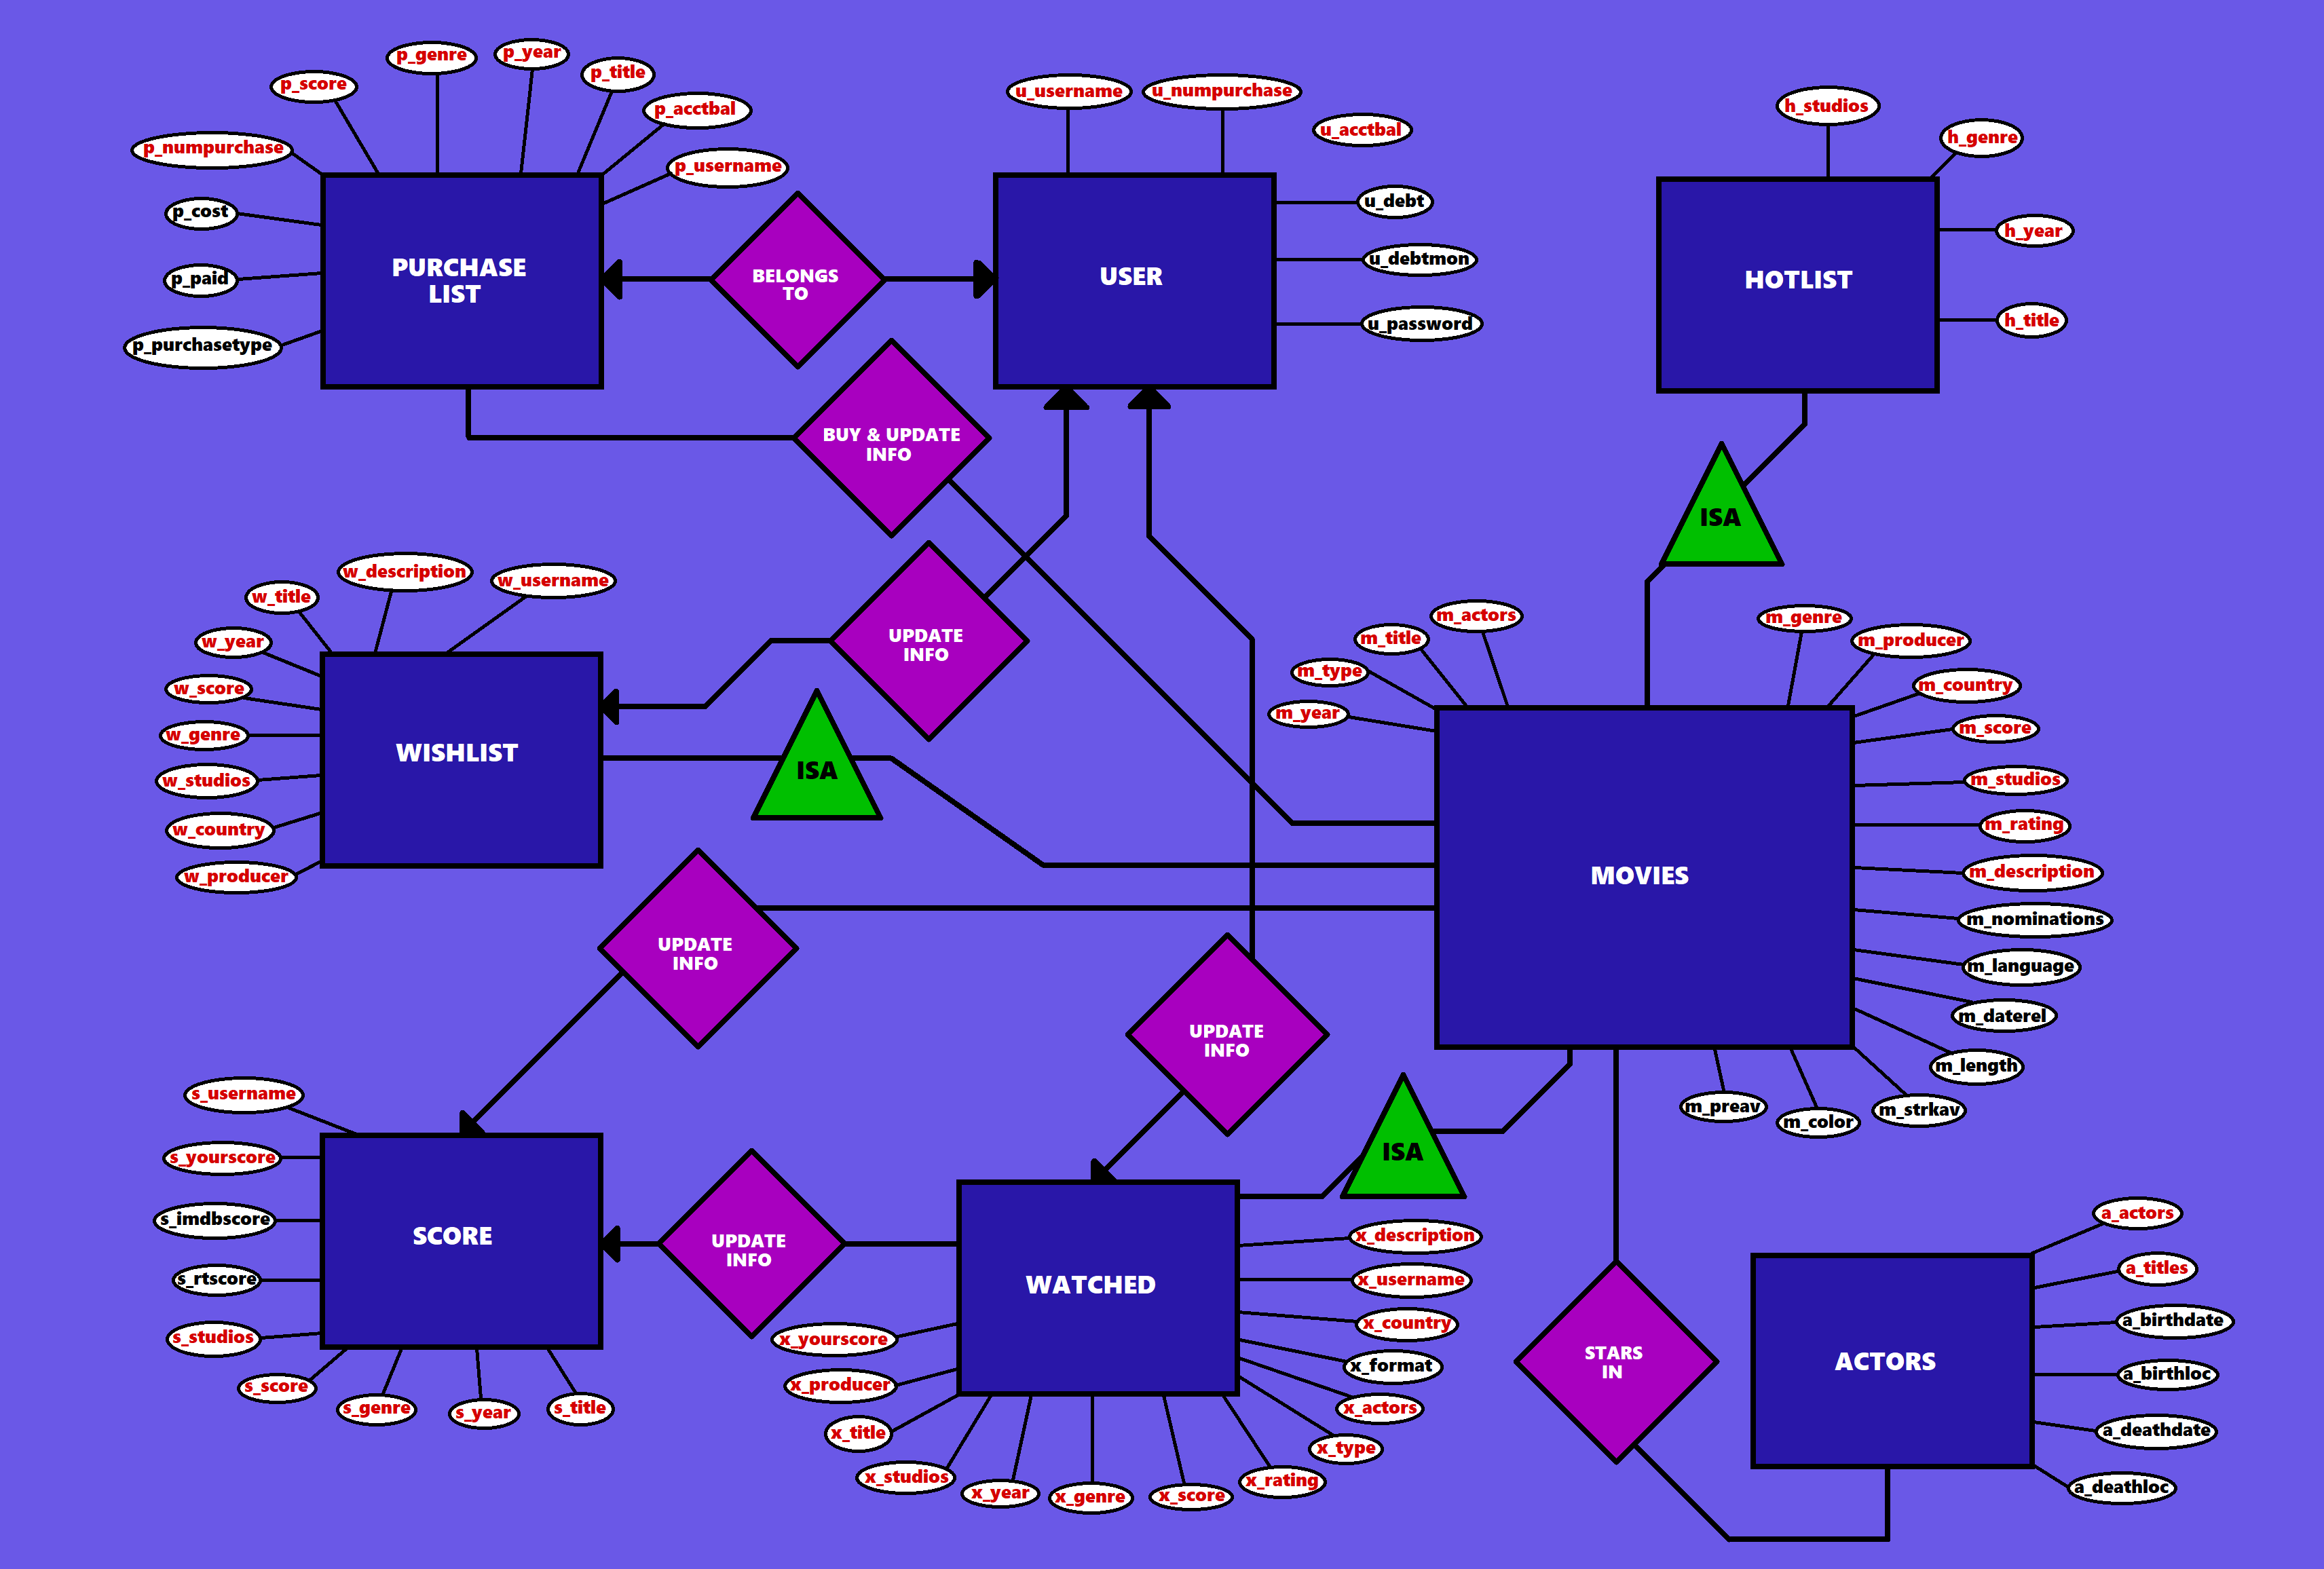 p_genre
p_year
p_title
p_score
p_acctbal
p_numpurchase
p_username
p_cost
p_paid
p_purchasetype
PURCHASE
LIST
BELONGS
TO
u_username
u_numpurchase
u_acctbal
u_debt
u_debtmon
u_password
USER
h_studios
h_genre
h_year
h_title
HOTLIST
BUY & UPDATE
INFO
ISA
UPDATE
INFO
w_description
w_username
w_title
w_year
w_score
w_genre
w_studios
w_country
w_producer
WISHLIST
ISA
m_actors
m_title
m_type
m_year
m_genre
m_producer
m_country
m_score
m_studios
m_rating
m_description
m_nominations
m_language
m_daterel
m_length
m_strkav
m_color
m_preav
MOVIES
UPDATE
INFO
UPDATE
INFO
ISA
s_username
s_yourscore
s_imdbscore
s_rtscore
s_studios
s_score
s_genre
s_year
s_title
SCORE
UPDATE
INFO
WATCHED
x_description
x_username
x_country
x_format
x_actors
x_type
x_rating
x_score
x_genre
x_year
x_studios
x_title
x_producer
x_yourscore
STARS
IN
ACTORS
a_actors
a_titles
a_birthdate
a_birthloc
a_deathdate
a_deathloc